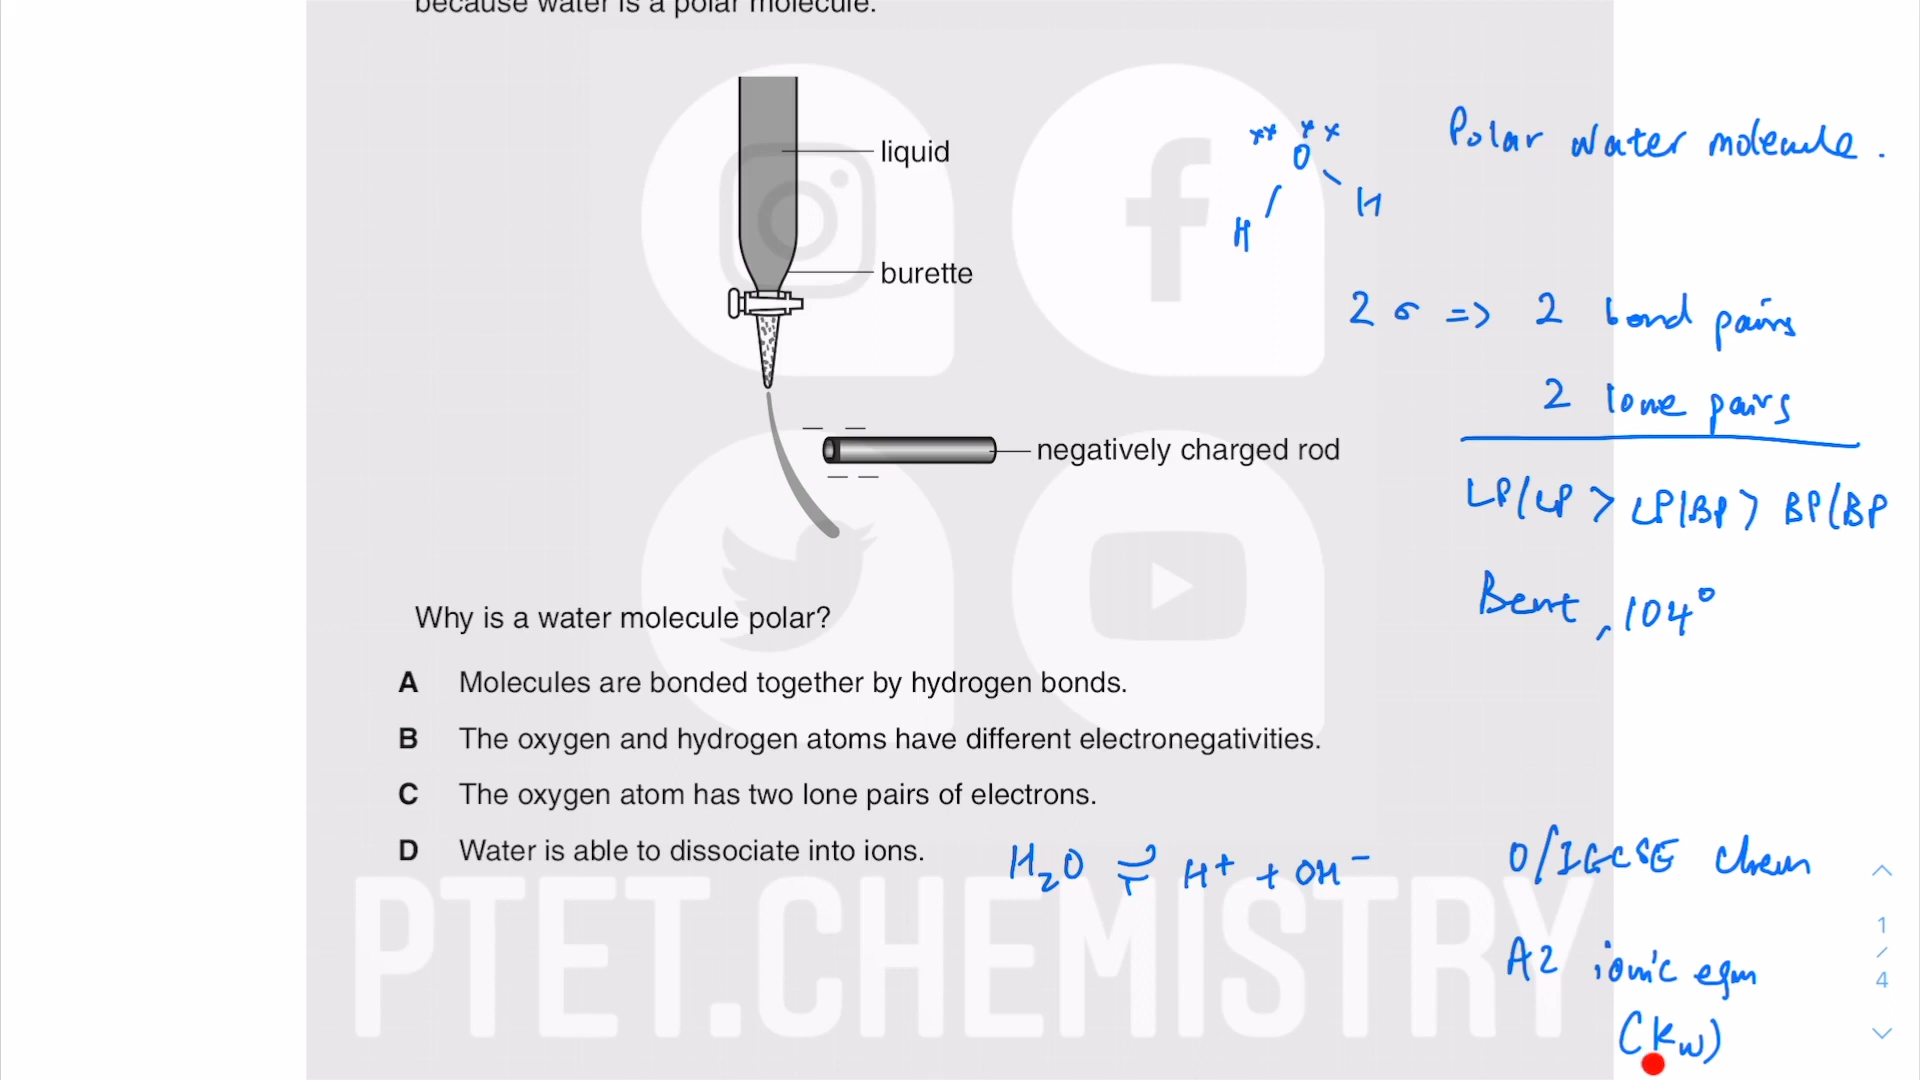 because water is a polar molecule.
liquid
burette
negatively charged rod
Why is a water molecule polar?
A Molecules are bonded together by hydrogen bonds.
B The oxygen and hydrogen atoms have different electronegativities.
C The oxygen atom has two lone pairs of electrons.
D Water is able to dissociate into ions.
H₂O ⇌ H⁺ + OH⁻
PTET.CHEMISTRY
xx xx
O
H H
Polar water molecule.
2 σ => 2 bond pairs
2 lone pairs
LP/LP > LP/BP > BP/BP
Bent, 104°
O/IGCSE Chem
A2 ionic eqm
(Kw)
1
/
4